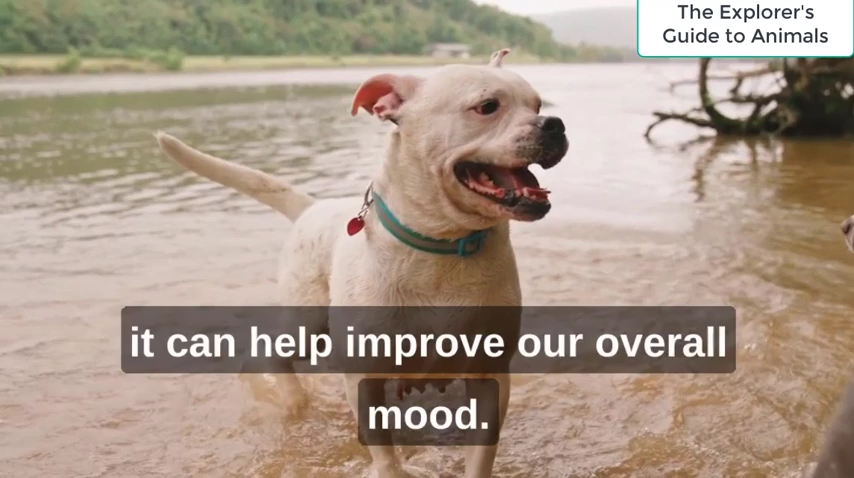 The Explorer's
Guide to Animals
it can help improve our overall
mood.